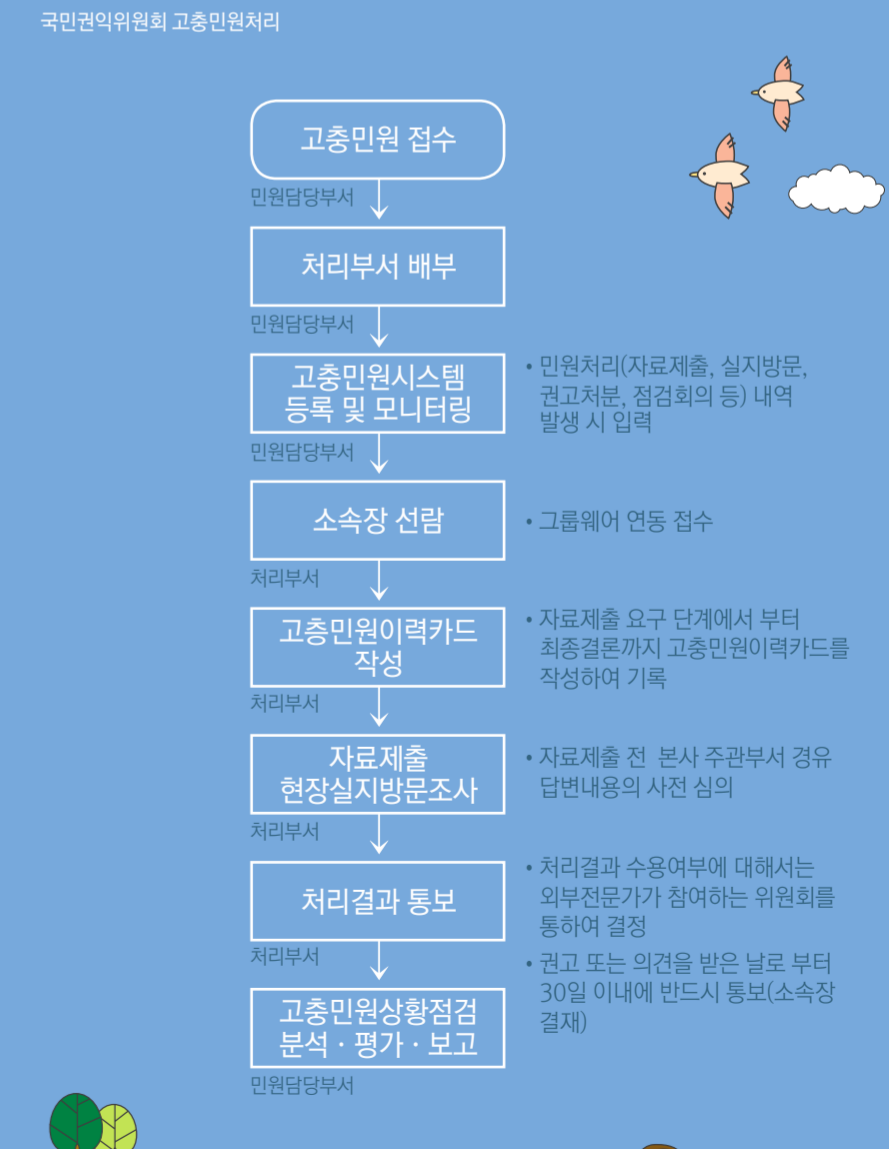 국민권익위원회 고충민원처리
고충민원 접수
민원담당부서
처리부서 배부
민원담당부서
고충민원시스템
등록 및 모니터링
• 민원처리(자료제출, 실지방문,
권고처분, 점검회의 등) 내역
발생 시 입력
민원담당부서
소속장 선람
• 그룹웨어 연동 접수
처리부서
고층민원이력카드
작성
• 자료제출 요구 단계에서 부터
최종결론까지 고충민원이력카드를
작성하여 기록
처리부서
자료제출
현장실지방문조사
• 자료제출 전 본사 주관부서 경유
답변내용의 사전 심의
처리부서
처리결과 통보
• 처리결과 수용여부에 대해서는
외부전문가가 참여하는 위원회를
통하여 결정
처리부서
• 권고 또는 의견을 받은 날로 부터
30일 이내에 반드시 통보(소속장
결재)
고충민원상황점검
분석 · 평가 · 보고
민원담당부서